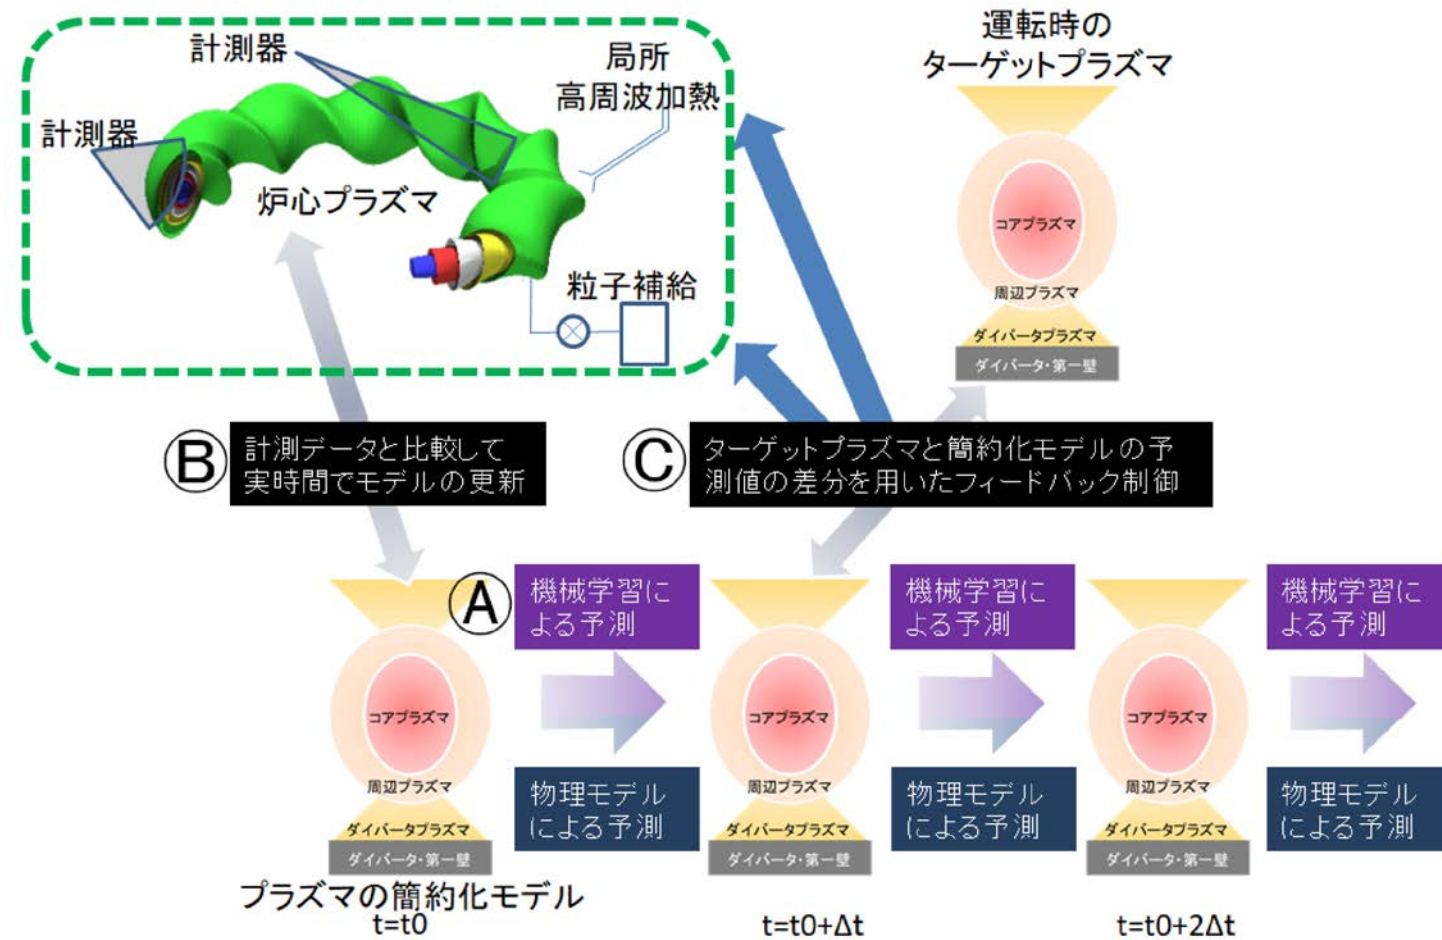 計測器
計測器
局所
高周波加熱
炉心プラズマ
粒子補給
運転時の
ターゲットプラズマ
コアプラズマ
周辺プラズマ
ダイバータプラズマ
ダイバータ・第一壁
B
計測データと比較して
実時間でモデルの更新
C
ターゲットプラズマと簡約化モデルの予
測値の差分を用いたフィードバック制御
A
機械学習に
よる予測
機械学習に
よる予測
機械学習に
よる予測
コアプラズマ
周辺プラズマ
ダイバータプラズマ
ダイバータ・第一壁
コアプラズマ
周辺プラズマ
ダイバータプラズマ
ダイバータ・第一壁
コアプラズマ
周辺プラズマ
ダイバータプラズマ
ダイバータ・第一壁
物理モデル
による予測
物理モデル
による予測
物理モデル
による予測
プラズマの簡約化モデル
t=t0
t=t0+Δt
t=t0+2Δt